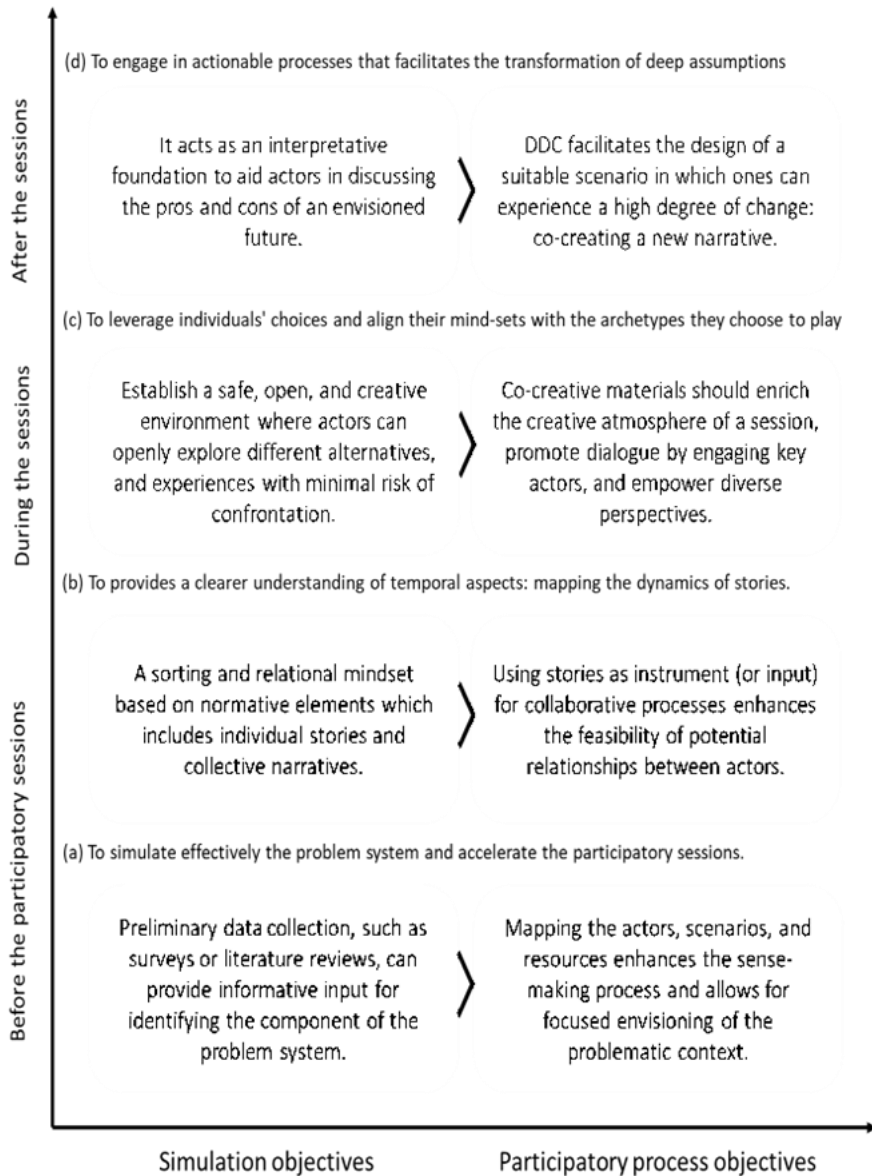 (d) To engage in actionable processes that facilitates the transformation of deep assumptions
It acts as an interpretative
foundation to aid actors in discussing
the pros and cons of an envisioned
future.
DDC facilitates the design of a
suitable scenario in which ones can
experience a high degree of change:
co-creating a new narrative.
After the sessions
(c) To leverage individuals' choices and align their mind-sets with the archetypes they choose to play
Establish a safe, open, and creative
environment where actors can
openly explore different alternatives,
and experiences with minimal risk of
confrontation.
Co-creative materials should enrich
the creative atmosphere of a session,
promote dialogue by engaging key
actors, and empower diverse
perspectives.
During the sessions
(b) To provides a clearer understanding of temporal aspects: mapping the dynamics of stories.
A sorting and relational mindset
based on normative elements which
includes individual stories and
collective narratives.
Using stories as instrument (or input)
for collaborative processes enhances
the feasibility of potential
relationships between actors.
(a) To simulate effectively the problem system and accelerate the participatory sessions.
Preliminary data collection, such as
surveys or literature reviews, can
provide informative input for
identifying the component of the
problem system.
Mapping the actors, scenarios, and
resources enhances the sense-
making process and allows for
focused envisioning of the
problematic context.
Before the participatory sessions
Simulation objectives
Participatory process objectives